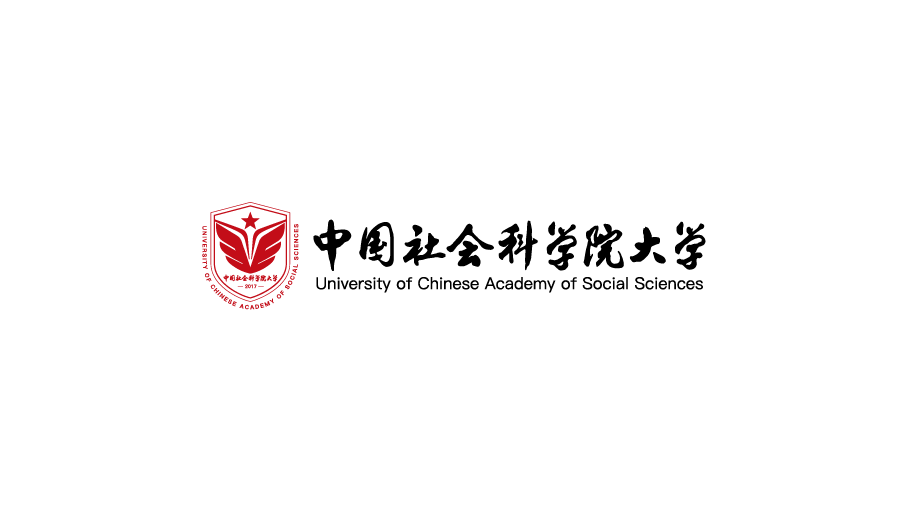 UNIVERSITY OF CHINESE ACADEMY OF SOCIAL SCIENCES
中国社会科学院大学
— 2017 —
中国社会科学院大学
University of Chinese Academy of Social Sciences